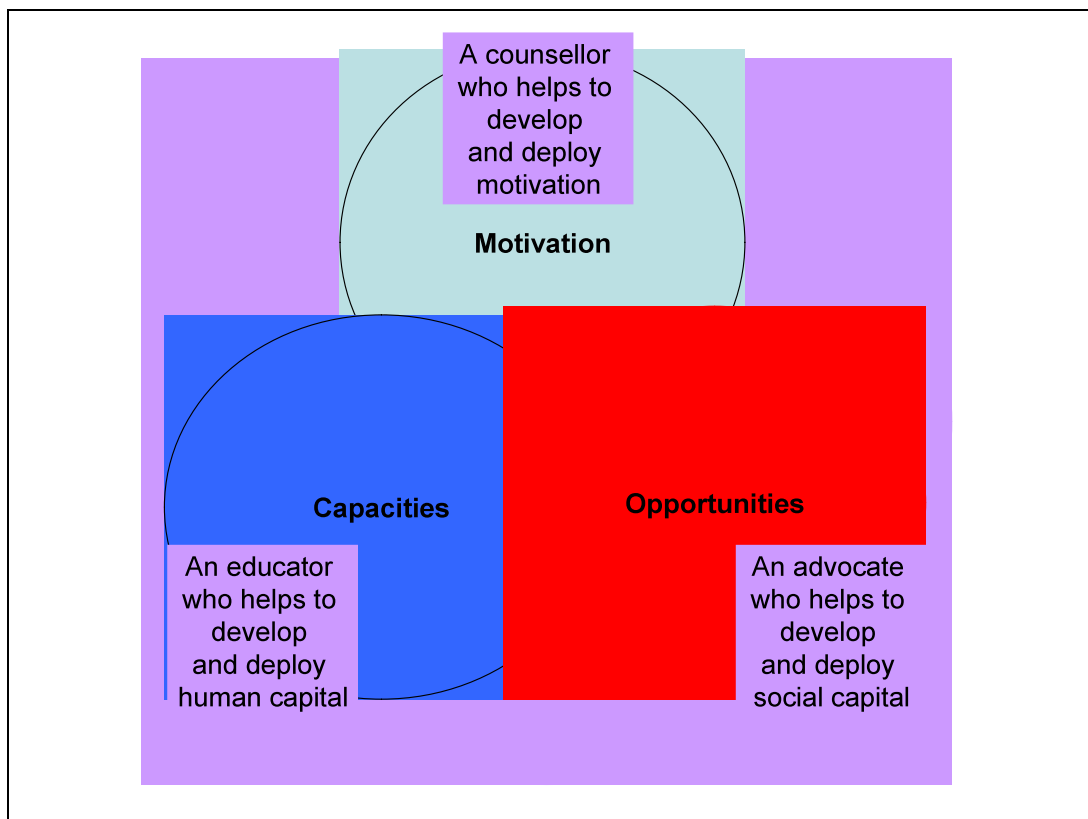 A counsellor
who helps to
develop
and deploy
motivation
Motivation
Capacities
Opportunities
An educator
who helps to
develop
and deploy
human capital
An advocate
who helps to
develop
and deploy
social capital